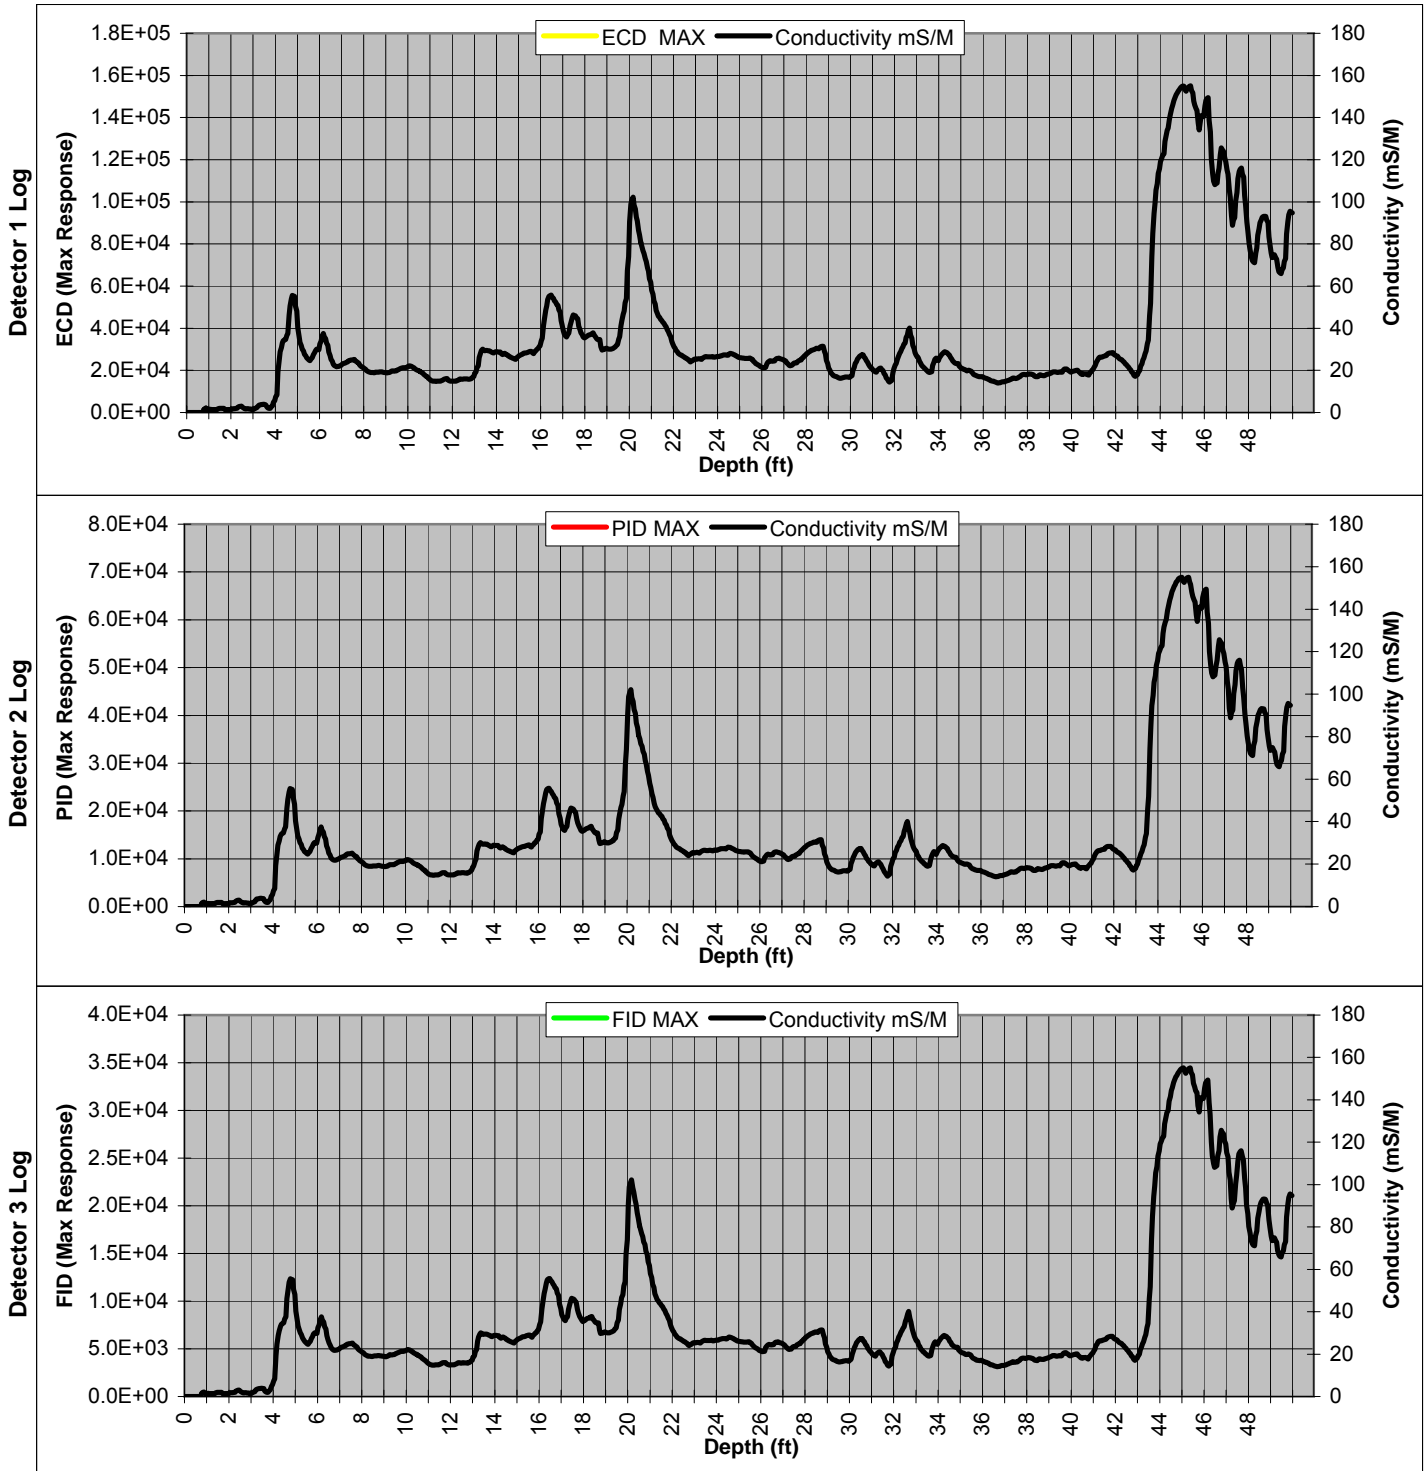 Detector 1 Log
ECD MAX Conductivity mS/M
ECD (Max Response)
1.8E+05
1.6E+05
1.4E+05
1.2E+05
1.0E+05
8.0E+04
6.0E+04
4.0E+04
2.0E+04
0.0E+00
180
160
140
120
100
80
60
40
20
0
Conductivity (mS/M)
0 2 4 6 8 10 12 14 16 18 20 22 24 26 28 30 32 34 36 38 40 42 44 46 48
Depth (ft)
Detector 2 Log
PID MAX Conductivity mS/M
PID (Max Response)
8.0E+04
7.0E+04
6.0E+04
5.0E+04
4.0E+04
3.0E+04
2.0E+04
1.0E+04
0.0E+00
180
160
140
120
100
80
60
40
20
0
Conductivity (mS/M)
0 2 4 6 8 10 12 14 16 18 20 22 24 26 28 30 32 34 36 38 40 42 44 46 48
Depth (ft)
Detector 3 Log
FID MAX Conductivity mS/M
FID (Max Response)
4.0E+04
3.5E+04
3.0E+04
2.5E+04
2.0E+04
1.5E+04
1.0E+04
5.0E+03
0.0E+00
180
160
140
120
100
80
60
40
20
0
Conductivity (mS/M)
0 2 4 6 8 10 12 14 16 18 20 22 24 26 28 30 32 34 36 38 40 42 44 46 48
Depth (ft)